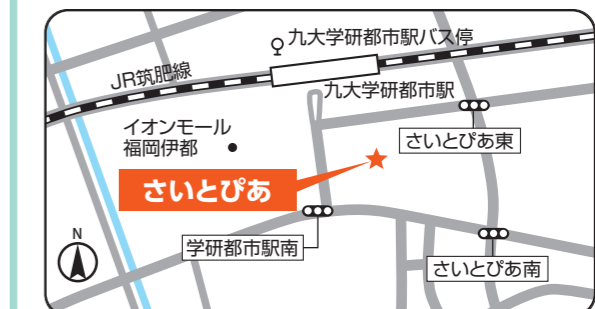 九大学研都市駅バス停
JR筑肥線
九大学研都市駅
イオンモール
福岡伊都
さいとぴあ東
さいとぴあ
学研都市駅南
さいとぴあ南
N